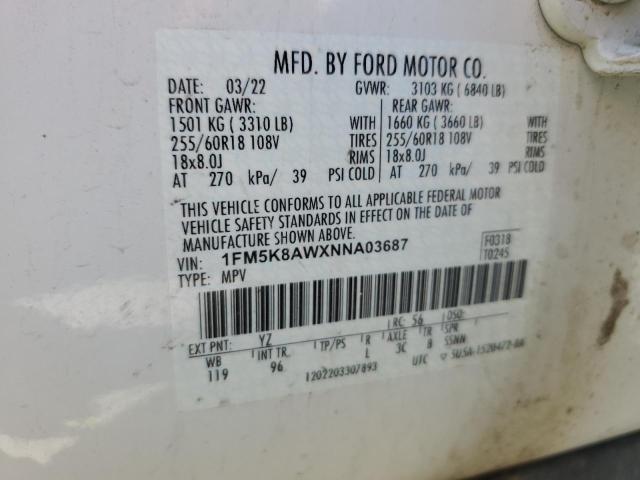 MFD. BY FORD MOTOR CO.
DATE: 03/22 GVWR: 3103 KG ( 6840 LB)
FRONT GAWR: REAR GAWR:
1501 KG ( 3310 LB) WITH 1660 KG ( 3660 LB) WITH
255/60R18 108V TIRES 255/60R18 108V TIRES
18x8.0J RIMS 18x8.0J RIMS
AT 270 kPa/ 39 PSI COLD AT 270 kPa/ 39 PSI COLD
THIS VEHICLE CONFORMS TO ALL APPLICABLE FEDERAL MOTOR
VEHICLE SAFETY STANDARDS IN EFFECT ON THE DATE OF
MANUFACTURE SHOWN ABOVE.
VIN: 1FM5K8AWXNNA03687 F0318
TYPE: MPV T0245
EXT PNT: YZ RC: 56 DSO:
WB INT TR. TP/PS R AXLE TR SPR
119 96 L 3C B SSNN
1202203307893 UTC